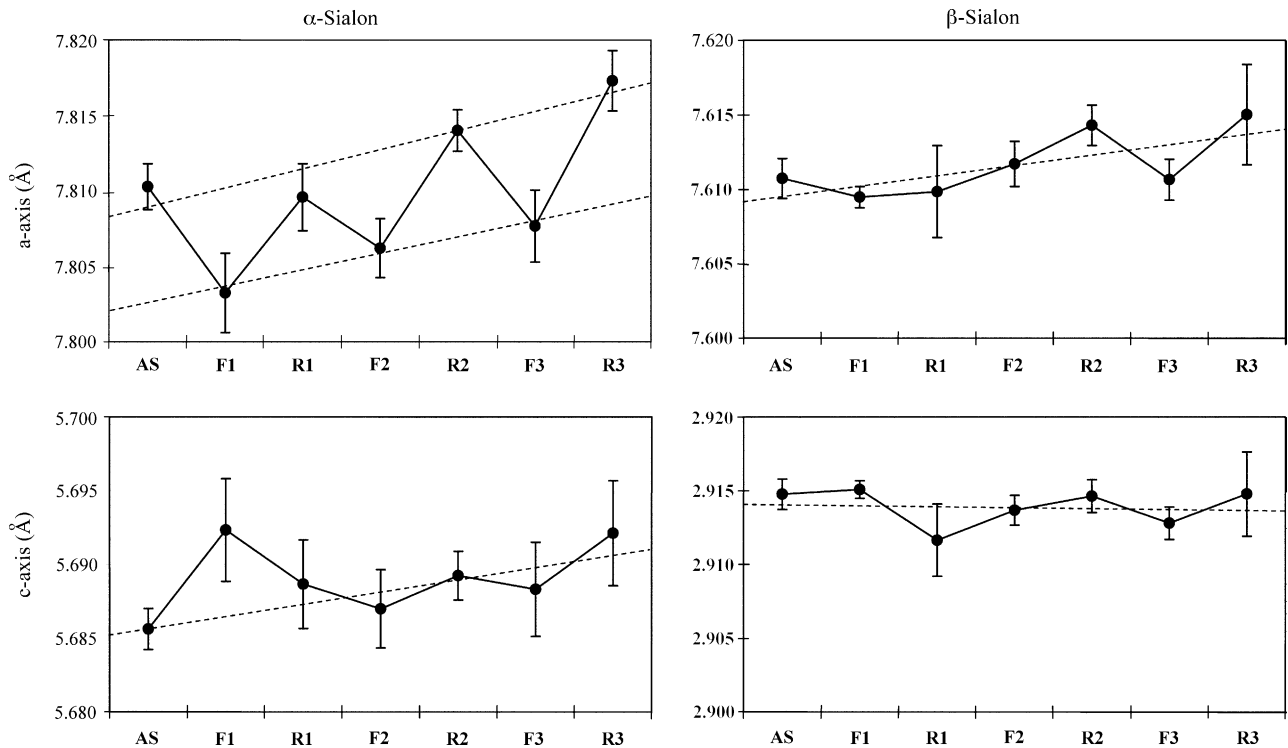 α-Sialon
a-axis (Å)
7.820
7.815
7.810
7.805
7.800
AS F1 R1 F2 R2 F3 R3
β-Sialon
7.620
7.615
7.610
7.605
7.600
AS F1 R1 F2 R2 F3 R3
c-axis (Å)
5.700
5.695
5.690
5.685
5.680
AS F1 R1 F2 R2 F3 R3
2.920
2.915
2.910
2.905
2.900
AS F1 R1 F2 R2 F3 R3